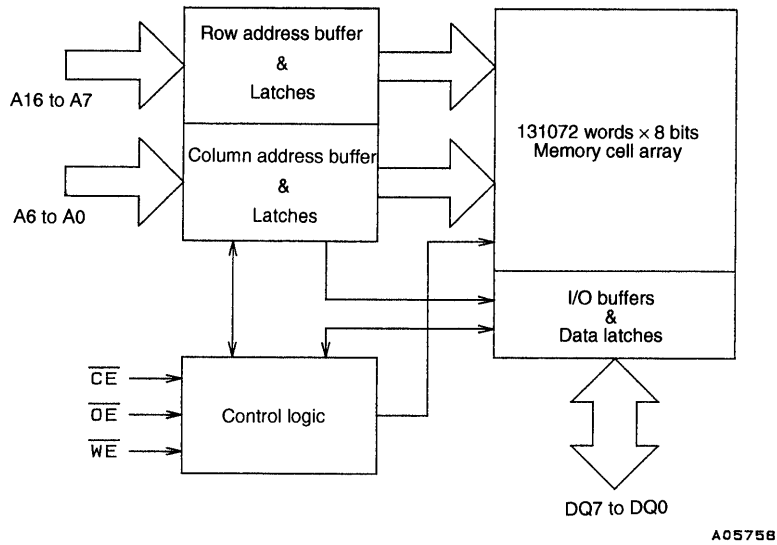 Row address buffer
&
Latches
A16 to A7
Column address buffer
&
Latches
A6 to A0
131072 words × 8 bits
Memory cell array
I/O buffers
&
Data latches
CE
OE
WE
Control logic
DQ7 to DQ0
A05756